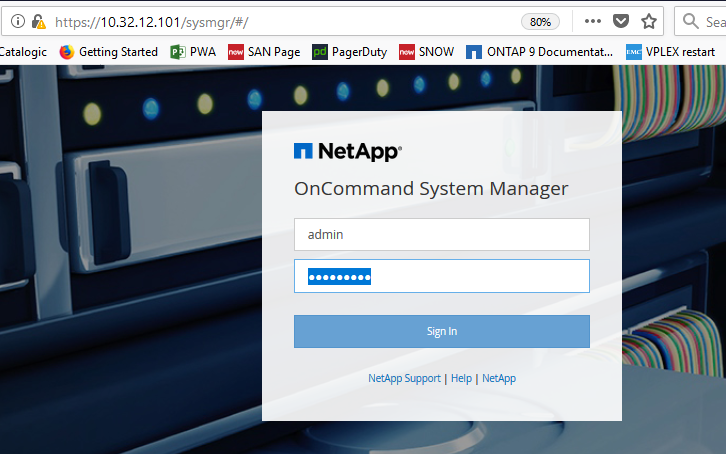 https://10.32.12.101/sysmgr/#/ 80% Sea
Catalogic Getting Started PWA now SAN Page pd PagerDuty now SNOW ONTAP 9 Documentat... EMC VPLEX restart
NetApp®
OnCommand System Manager
admin
•••••••••
Sign In
NetApp Support | Help | NetApp